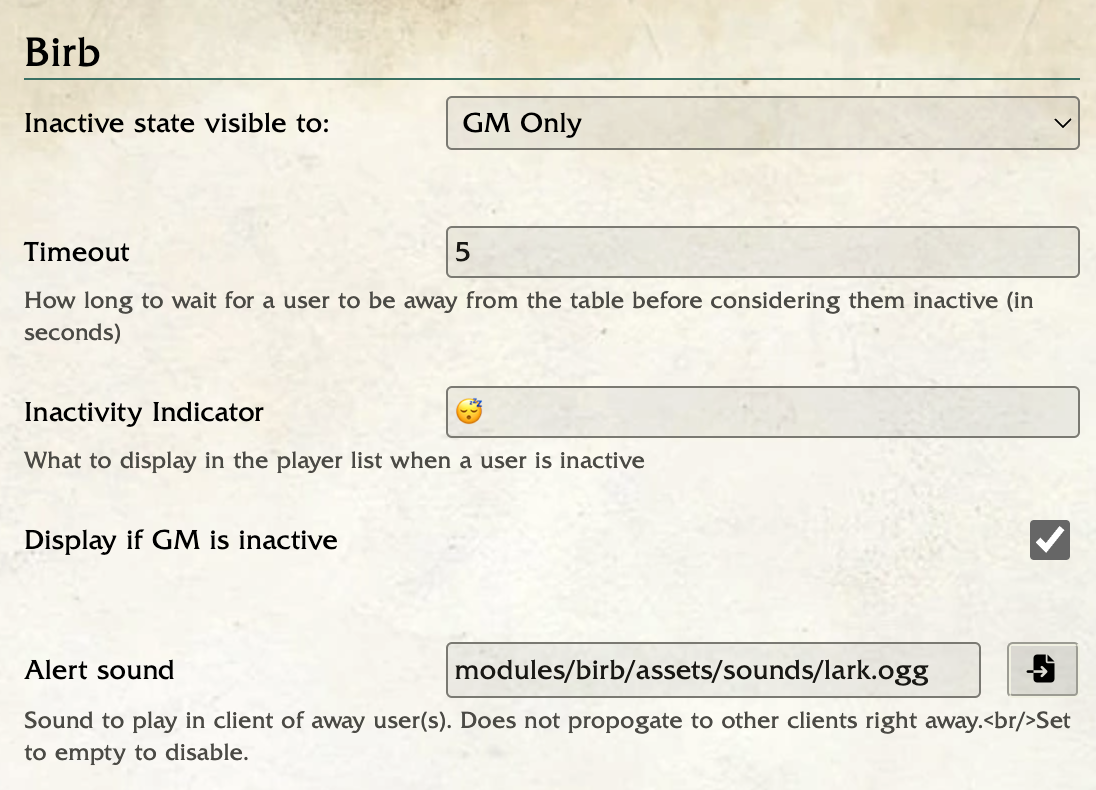 Birb
Inactive state visible to:
GM Only
Timeout
5
How long to wait for a user to be away from the table before considering them inactive (in
seconds)
Inactivity Indicator
😴
What to display in the player list when a user is inactive
Display if GM is inactive
Alert sound
modules/birb/assets/sounds/lark.ogg
Sound to play in client of away user(s). Does not propogate to other clients right away.<br/>Set
to empty to disable.